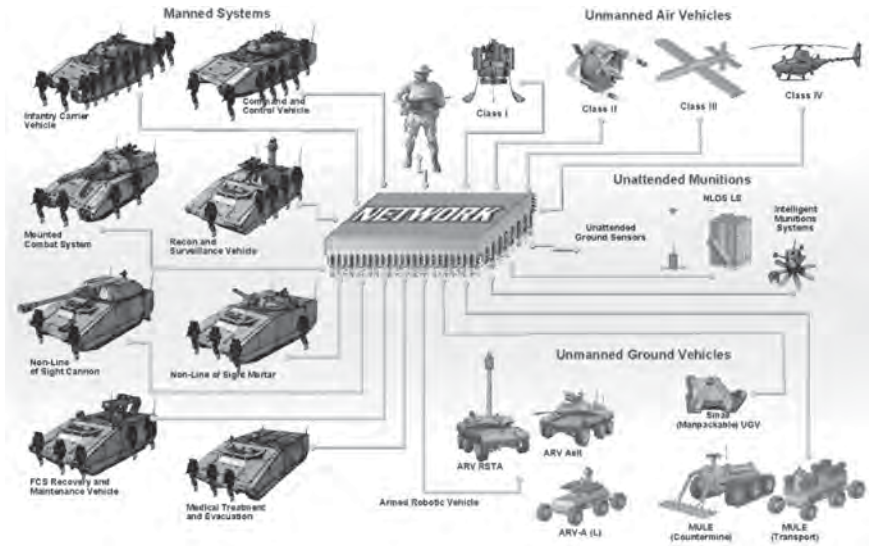 Manned Systems
Unmanned Air Vehicles
Infantry Carrier
Vehicle
Command and
Control Vehicle
Class I
Class II
Class III
Class IV
Mounted
Combat System
Recon and
Surveillance Vehicle
NETWORK
Unattended Munitions
NLOS LS
Unattended
Ground Sensors
Intelligent
Munitions
Systems
Non-Line
of Sight Cannon
Non-Line of Sight Mortar
Unmanned Ground Vehicles
ARV RSTA
ARV Aslt
Small
(Manpackable) UGV
FCS Recovery and
Maintenance Vehicle
Medical Treatment
and Evacuation
Armed Robotic Vehicle
ARV-A (L)
MULE
(Countermine)
MULE
(Transport)